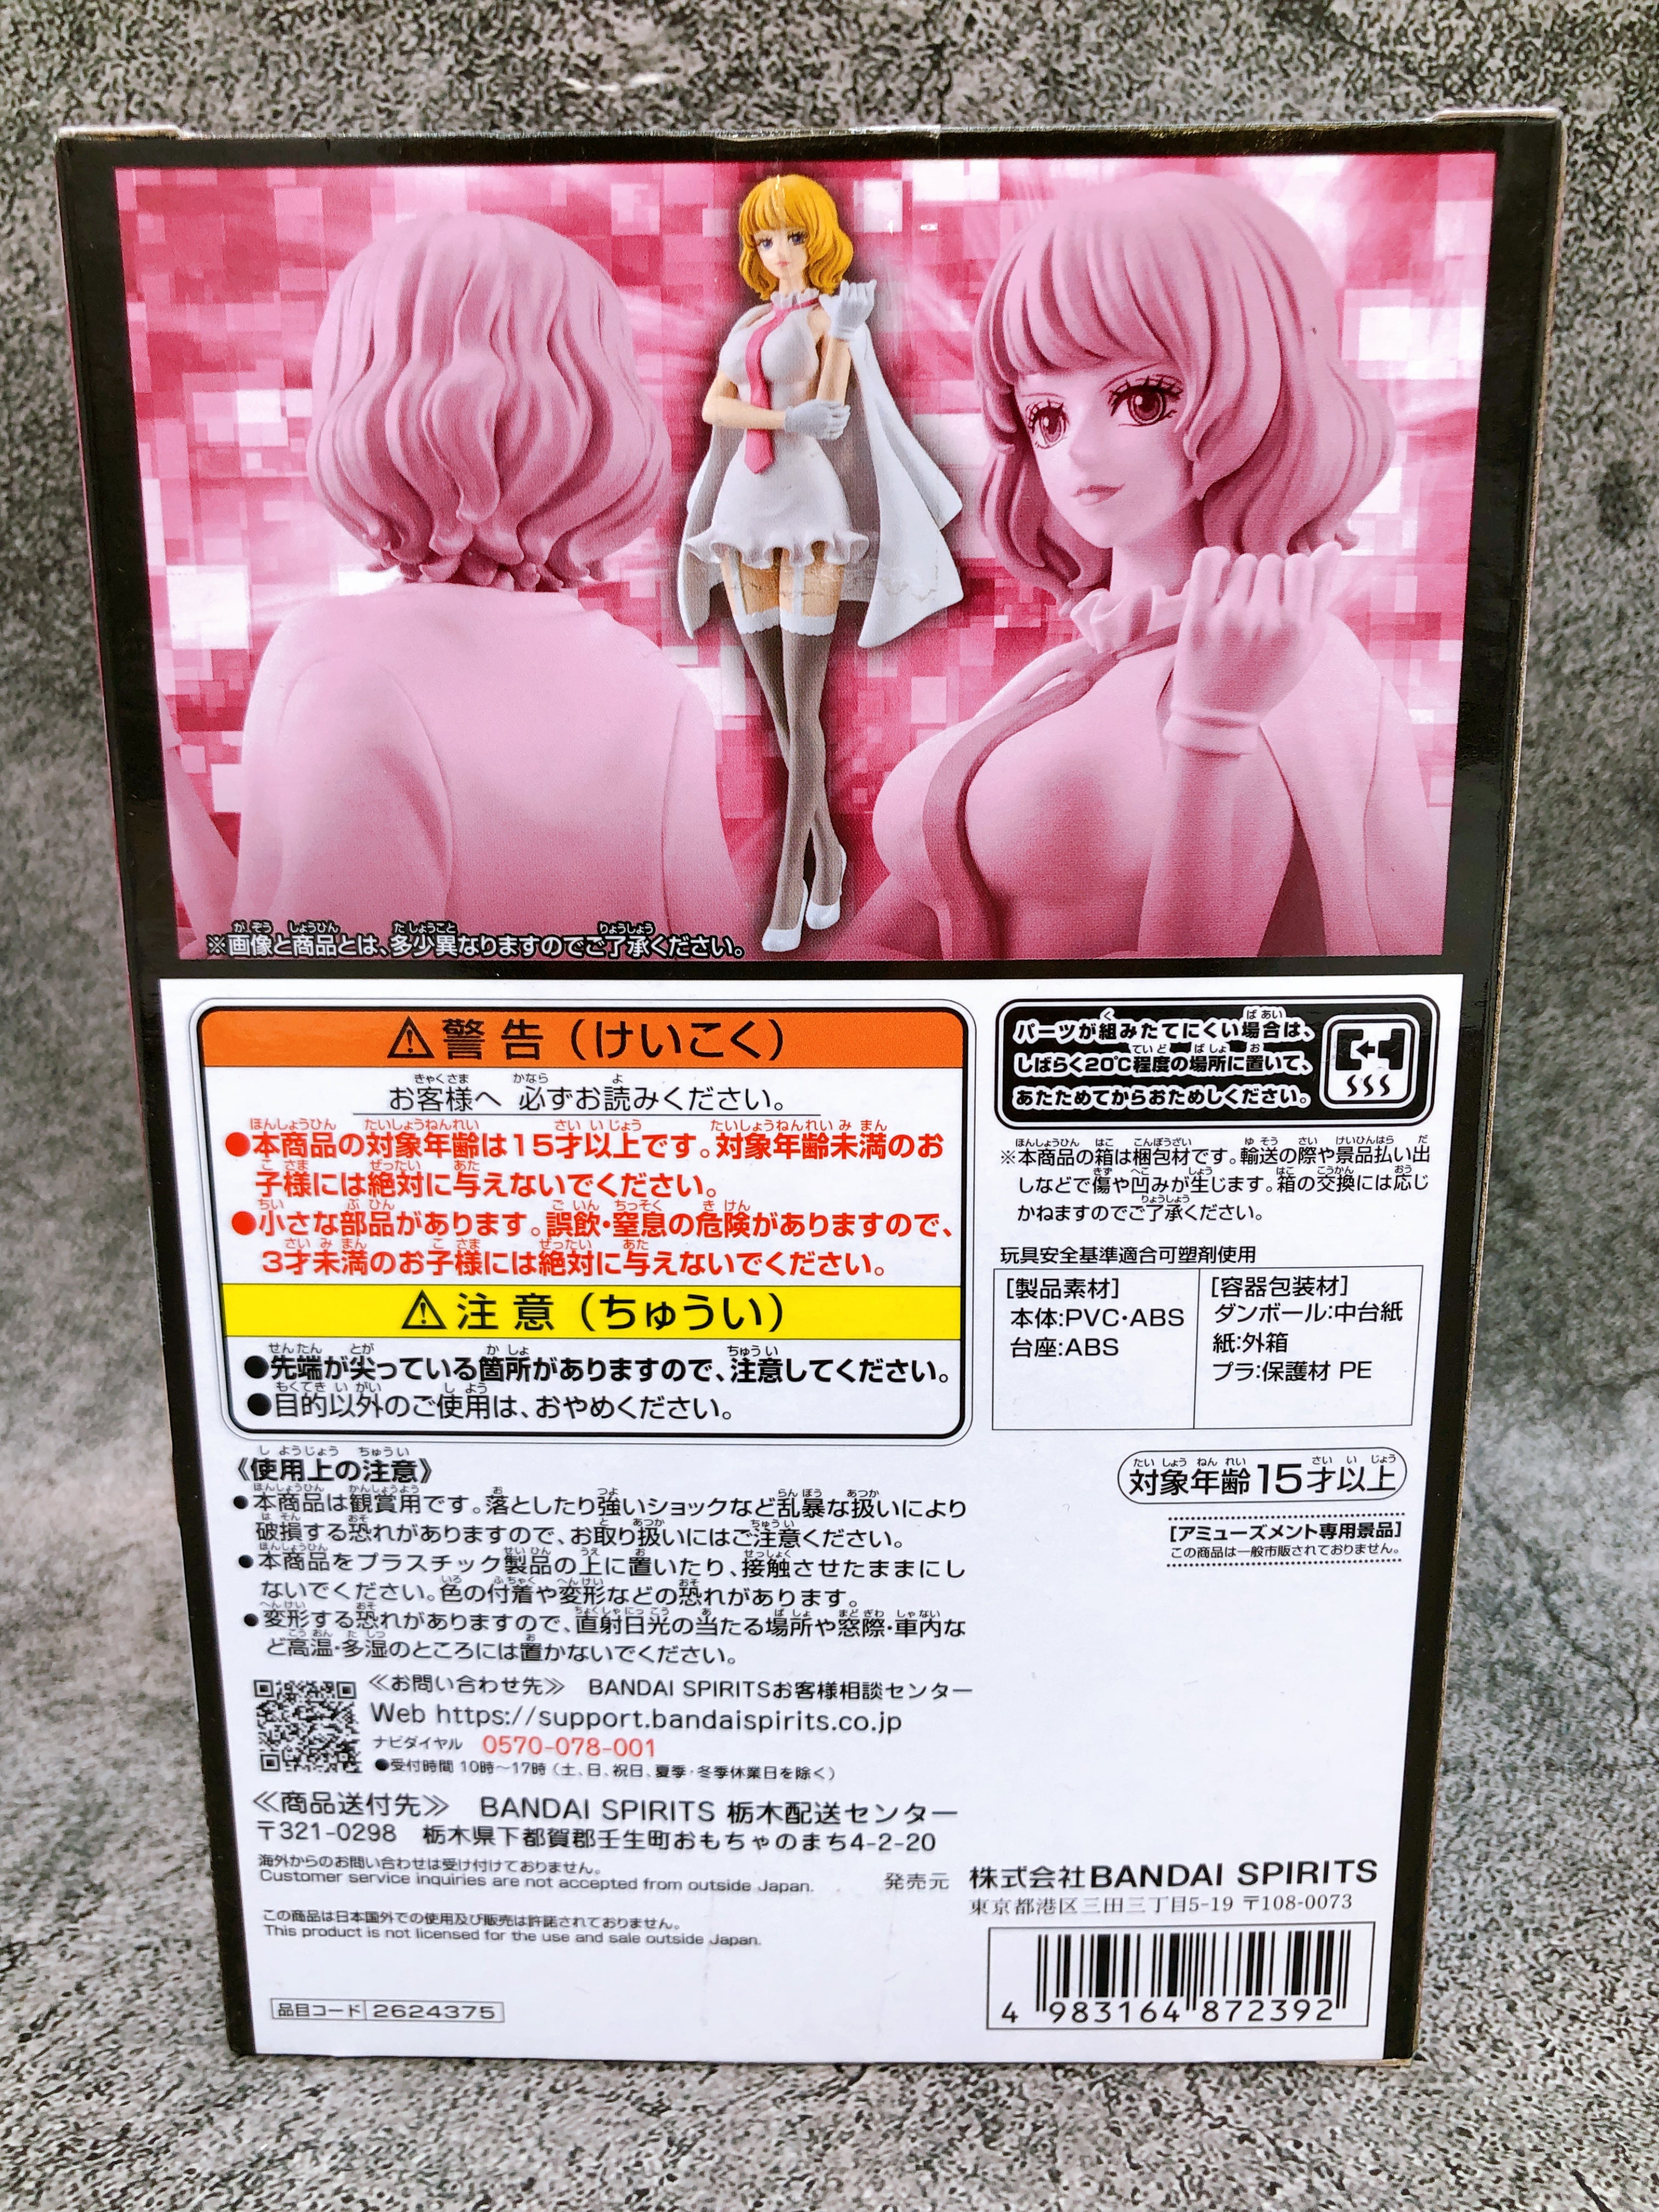 ※画像と商品とは、多少異なりますのでご了承ください。
⚠警告（けいこく）
お客様へ 必ずお読みください。
●本商品の対象年齢は15才以上です。対象年齢未満のお
子様には絶対に与えないでください。
●小さな部品があります。誤飲・窒息の危険がありますので、
3才未満のお子様には絶対に与えないでください。
⚠注意（ちゅうい）
●先端が尖っている箇所がありますので、注意してください。
●目的以外のご使用は、おやめください。
《使用上の注意》
●本商品は観賞用です。落としたり強いショックなど乱暴な扱いにより
破損する恐れがありますので、お取り扱いにはご注意ください。
●本商品をプラスチック製品の上に置いたり、接触させたままにし
ないでください。色の付着や変形などの恐れがあります。
●変形する恐れがありますので、直射日光の当たる場所や窓際・車内な
ど高温・多湿のところには置かないでください。
≪お問い合わせ先≫ BANDAI SPIRITSお客様相談センター
Web https://support.bandaispirits.co.jp
ナビダイヤル 0570-078-001
●受付時間 10時〜17時（土、日、祝日、夏季・冬季休業日を除く）
≪商品送付先≫ BANDAI SPIRITS 栃木配送センター
〒321-0298 栃木県下都賀郡壬生町おもちゃのまち4-2-20
海外からのお問い合わせは受け付けておりません。
Customer service inquiries are not accepted from outside Japan.
この商品は日本国外での使用及び販売は許諾されておりません。
This product is not licensed for the use and sale outside Japan.
品目コード 2624375
パーツが組みたてにくい場合は、
しばらく20℃程度の場所に置いて、
あたためてからおためしください。
※本商品の箱は梱包材です。輸送の際や景品払い出
しなどで傷や凹みが生じます。箱の交換には応じ
かねますのでご了承ください。
玩具安全基準適合可塑剤使用
[製品素材]
本体:PVC・ABS
台座:ABS
[容器包装材]
ダンボール:中台紙
紙:外箱
プラ:保護材 PE
対象年齢15才以上
[アミューズメント専用景品]
この商品は一般市販されておりません。
発売元 株式会社BANDAI SPIRITS
東京都港区三田三丁目5-19 〒108-0073
4 983164 872392